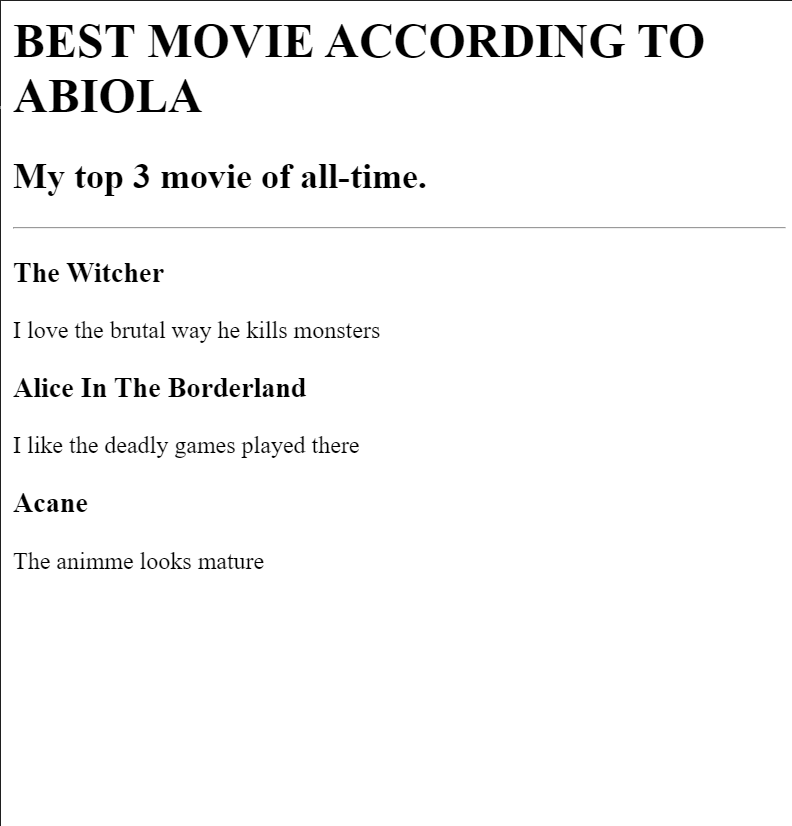 BEST MOVIE ACCORDING TO
ABIOLA
My top 3 movie of all-time.
The Witcher
I love the brutal way he kills monsters
Alice In The Borderland
I like the deadly games played there
Acane
The animme looks mature